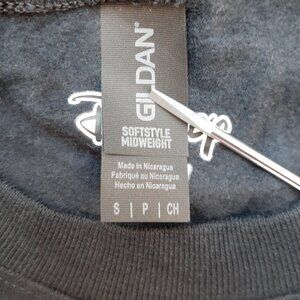 GILDAN
SOFTSTYLE
MIDWEIGHT
Made in Nicaragua
Fabriqué au Nicaragua
Hecho en Nicaragua
S | P | CH